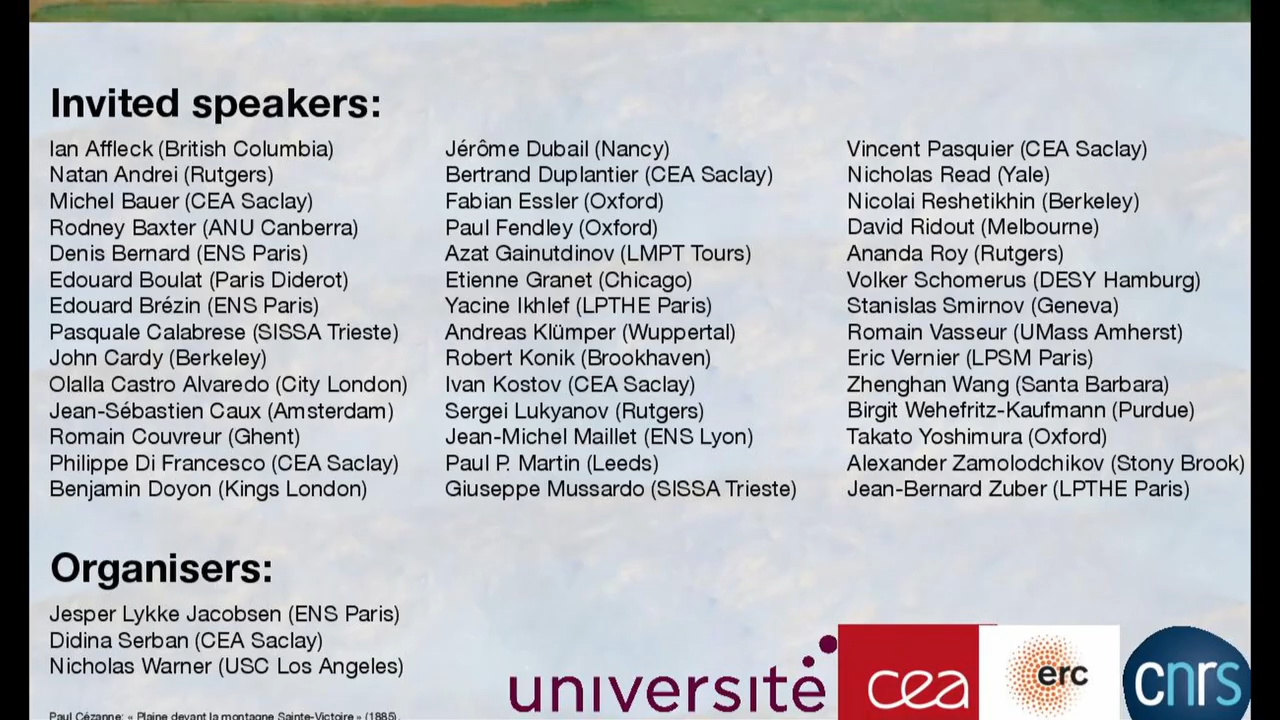 Invited speakers:
Ian Affleck (British Columbia)
Natan Andrei (Rutgers)
Michel Bauer (CEA Saclay)
Rodney Baxter (ANU Canberra)
Denis Bernard (ENS Paris)
Edouard Boulat (Paris Diderot)
Edouard Brézin (ENS Paris)
Pasquale Calabrese (SISSA Trieste)
John Cardy (Berkeley)
Olalla Castro Alvaredo (City London)
Jean-Sébastien Caux (Amsterdam)
Romain Couvreur (Ghent)
Philippe Di Francesco (CEA Saclay)
Benjamin Doyon (Kings London)
Jérôme Dubail (Nancy)
Bertrand Duplantier (CEA Saclay)
Fabian Essler (Oxford)
Paul Fendley (Oxford)
Azat Gainutdinov (LMPT Tours)
Etienne Granet (Chicago)
Yacine Ikhlef (LPTHE Paris)
Andreas Klümper (Wuppertal)
Robert Konik (Brookhaven)
Ivan Kostov (CEA Saclay)
Sergei Lukyanov (Rutgers)
Jean-Michel Maillet (ENS Lyon)
Paul P. Martin (Leeds)
Giuseppe Mussardo (SISSA Trieste)
Vincent Pasquier (CEA Saclay)
Nicholas Read (Yale)
Nicolai Reshetikhin (Berkeley)
David Ridout (Melbourne)
Ananda Roy (Rutgers)
Volker Schomerus (DESY Hamburg)
Stanislas Smirnov (Geneva)
Romain Vasseur (UMass Amherst)
Eric Vernier (LPSM Paris)
Zhenghan Wang (Santa Barbara)
Birgit Wehefritz-Kaufmann (Purdue)
Takato Yoshimura (Oxford)
Alexander Zamolodchikov (Stony Brook)
Jean-Bernard Zuber (LPTHE Paris)
Organisers:
Jesper Lykke Jacobsen (ENS Paris)
Didina Serban (CEA Saclay)
Nicholas Warner (USC Los Angeles)
Paul Cézanne: « Plaine devant la montagne Sainte-Victoire » (1885).
université
cea
erc
cnrs